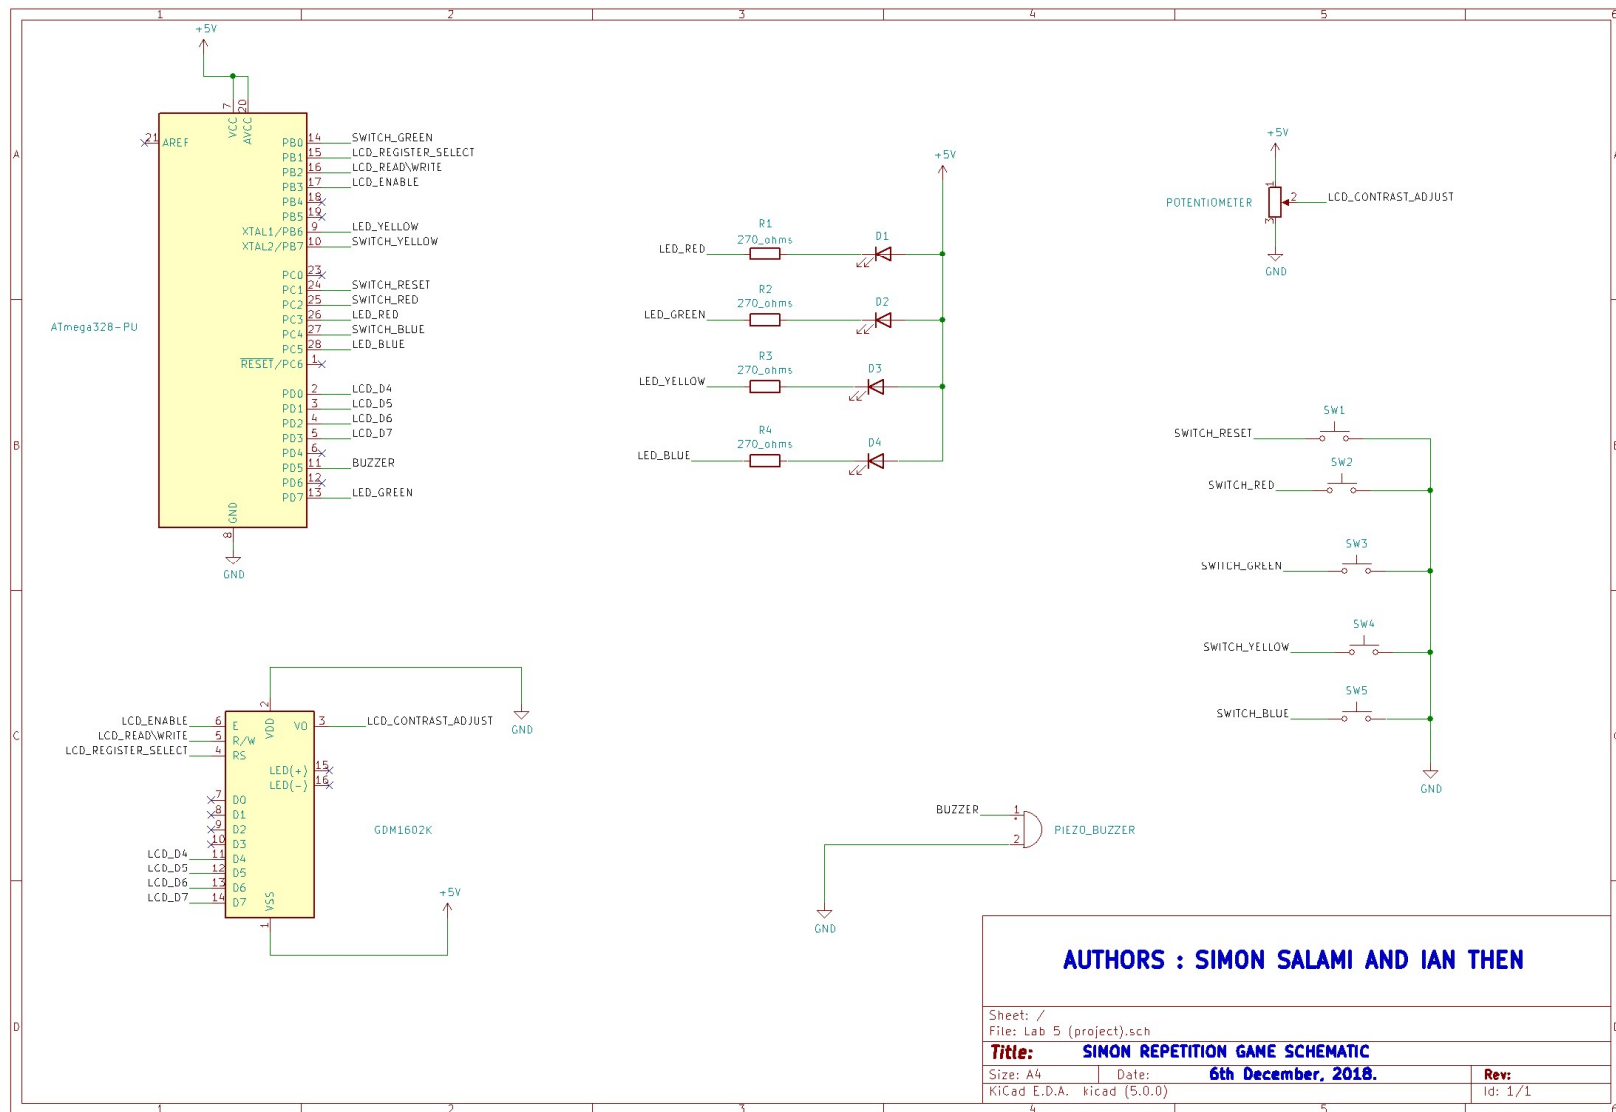 1 2 3 4 5 6
A
B
C
D
+5V
7 VCC
20 AVCC
21 AREF
ATmega328-PU
PB0 14 SWITCH_GREEN
PB1 15 LCD_REGISTER_SELECT
PB2 16 LCD_READ\WRITE
PB3 17 LCD_ENABLE
PB4 18
PB5 19
XTAL1/PB6 9 LED_YELLOW
XTAL2/PB7 10 SWITCH_YELLOW
PC0 23
PC1 24 SWITCH_RESET
PC2 25 SWITCH_RED
PC3 26 LED_RED
PC4 27 SWITCH_BLUE
PC5 28 LED_BLUE
RESET/PC6 1
PD0 2 LCD_D4
PD1 3 LCD_D5
PD2 4 LCD_D6
PD3 5 LCD_D7
PD4 6
PD5 11 BUZZER
PD6 12
PD7 13 LED_GREEN
GND
8
GND
+5V
R1
270_ohms
LED_RED
D1
R2
270_ohms
LED_GREEN
D2
R3
270_ohms
LED_YELLOW
D3
R4
270_ohms
LED_BLUE
D4
+5V
1
POTENTIOMETER
2 LCD_CONTRAST_ADJUST
3
GND
SW1
SWITCH_RESET
SW2
SWITCH_RED
SW3
SWITCH_GREEN
SW4
SWITCH_YELLOW
SW5
SWITCH_BLUE
GND
2 VDD
GND
LCD_ENABLE 6 E
LCD_READ\WRITE 5 R/W
LCD_REGISTER_SELECT 4 RS
VO 3 LCD_CONTRAST_ADJUST
LED(+) 15
LED(-) 16
7 D0
8 D1
9 D2
10 D3
LCD_D4 11 D4
LCD_D5 12 D5
LCD_D6 13 D6
LCD_D7 14 D7
GDM1602K
VSS
1
+5V
BUZZER 1
2
PIEZO_BUZZER
GND
AUTHORS : SIMON SALAMI AND IAN THEN
Sheet: /
File: Lab 5 (project).sch
Title: SIMON REPETITION GAME SCHEMATIC
Size: A4 Date: 6th December, 2018. Rev:
KiCad E.D.A. kicad (5.0.0) Id: 1/1
1 2 3 4 5 6